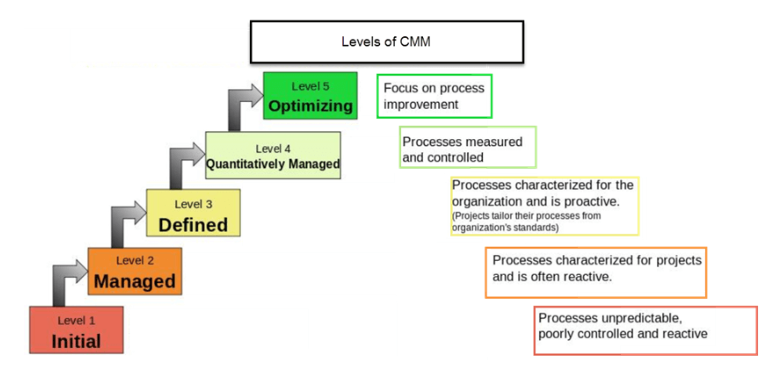 Levels of CMM
Level 5
Optimizing
Focus on process
improvement
Level 4
Quantitatively Managed
Processes measured
and controlled
Level 3
Defined
Processes characterized for the
organization and is proactive.
(Projects tailor their processes from
organization's standards)
Level 2
Managed
Processes characterized for projects
and is often reactive.
Level 1
Initial
Processes unpredictable,
poorly controlled and reactive